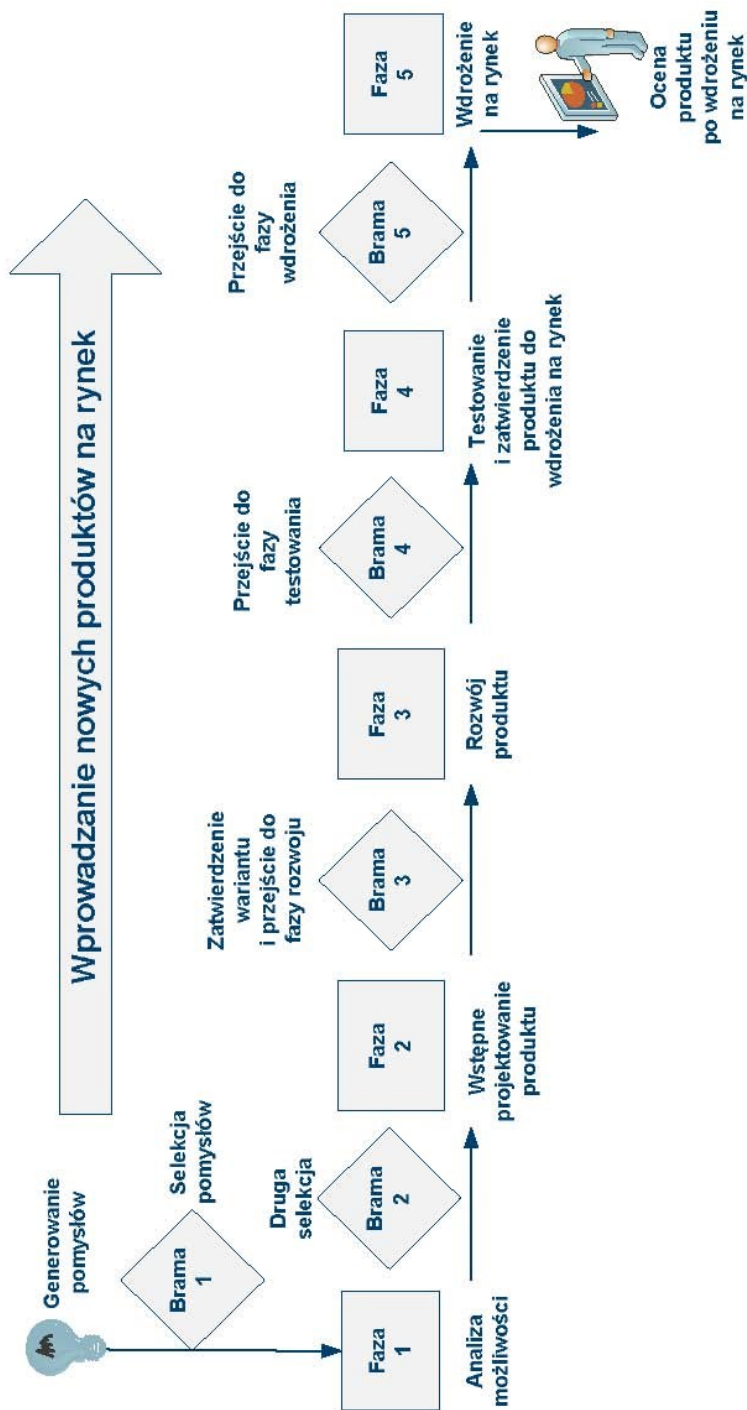 Wprowadzanie nowych produktów na rynek
Generowanie
pomysłów
Brama
1
Selekcja
pomysłów
Faza
1
Analiza
możliwości
Druga
selekcja
Brama
2
Faza
2
Wstępne
projektowanie
produktu
Zatwierdzenie
wariantu
i przejście do
fazy rozwoju
Brama
3
Faza
3
Rozwój
produktu
Przejście do
fazy
testowania
Brama
4
Faza
4
Testowanie
i zatwierdzenie
produktu do
wdrożenia na rynek
Przejście do
fazy
wdrożenia
Brama
5
Faza
5
Wdrożenie
na rynek
Ocena
produktu
po wdrożeniu
na rynek